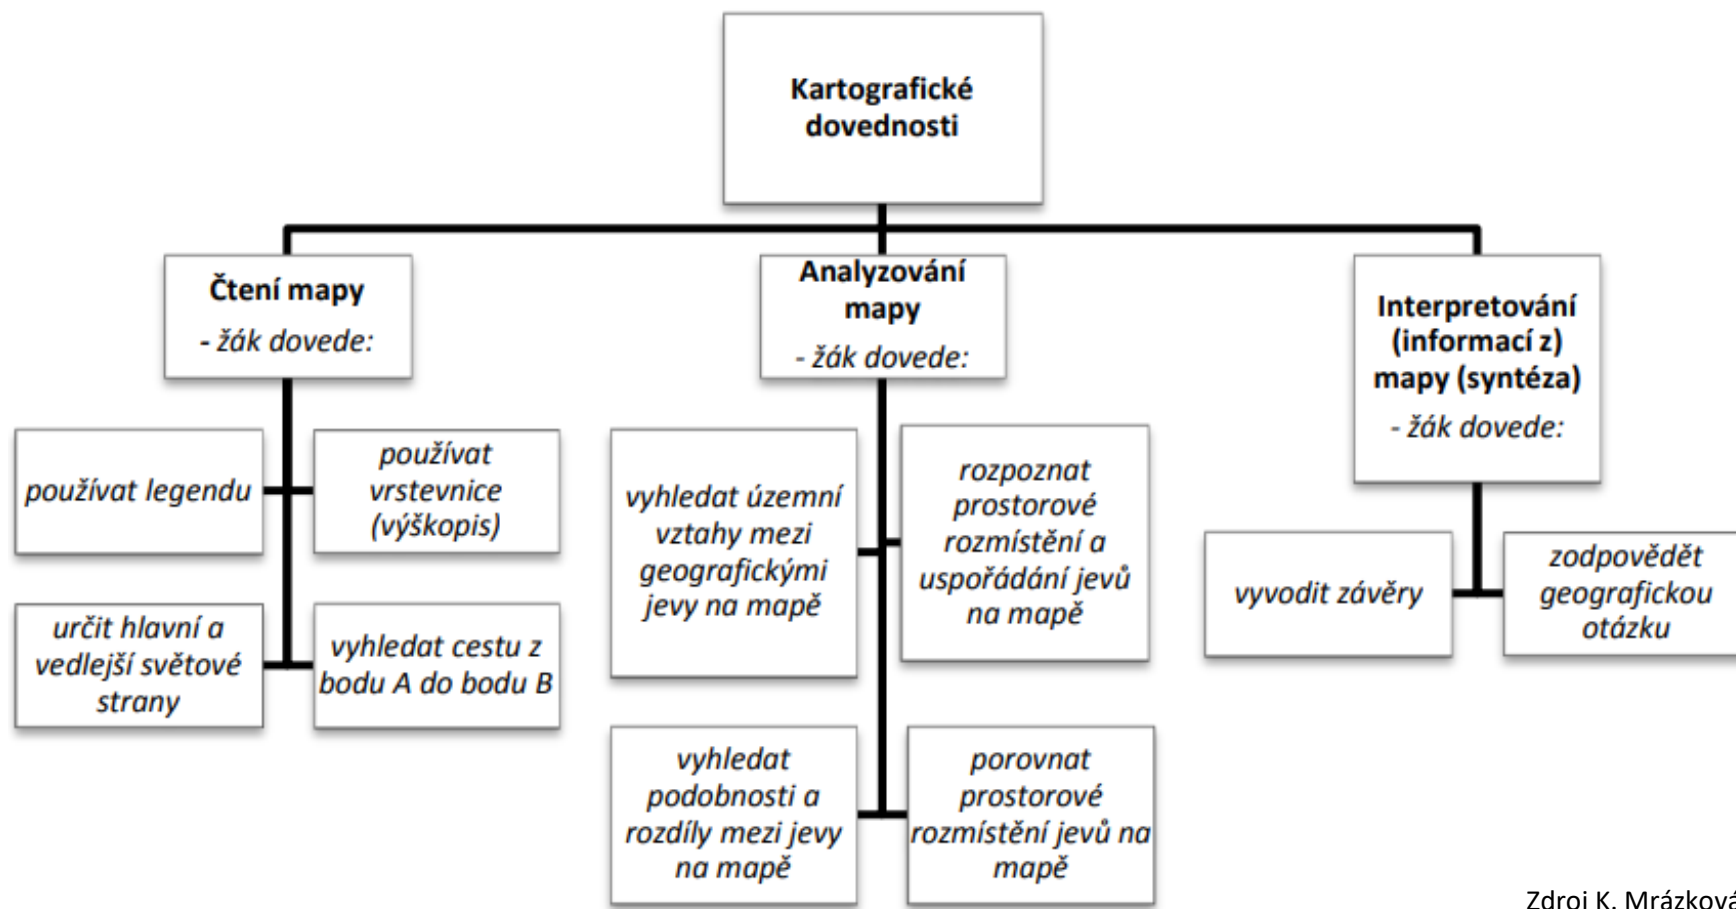 Kartografické
dovednosti
Čtení mapy
- žák dovede:
používat legendu
používat
vrstevnice
(výškopis)
určit hlavní a
vedlejší světové
strany
vyhledat cestu z
bodu A do bodu B
Analyzování
mapy
- žák dovede:
vyhledat územní
vztahy mezi
geografickými
jevy na mapě
rozpoznat
prostorové
rozmístění a
uspořádání jevů
na mapě
vyhledat
podobnosti a
rozdíly mezi jevy
na mapě
porovnat
prostorové
rozmístění jevů na
mapě
Interpretování
(informací z)
mapy (syntéza)
- žák dovede:
vyvodit závěry
zodpovědět
geografickou
otázku
Zdroj K. Mrázková